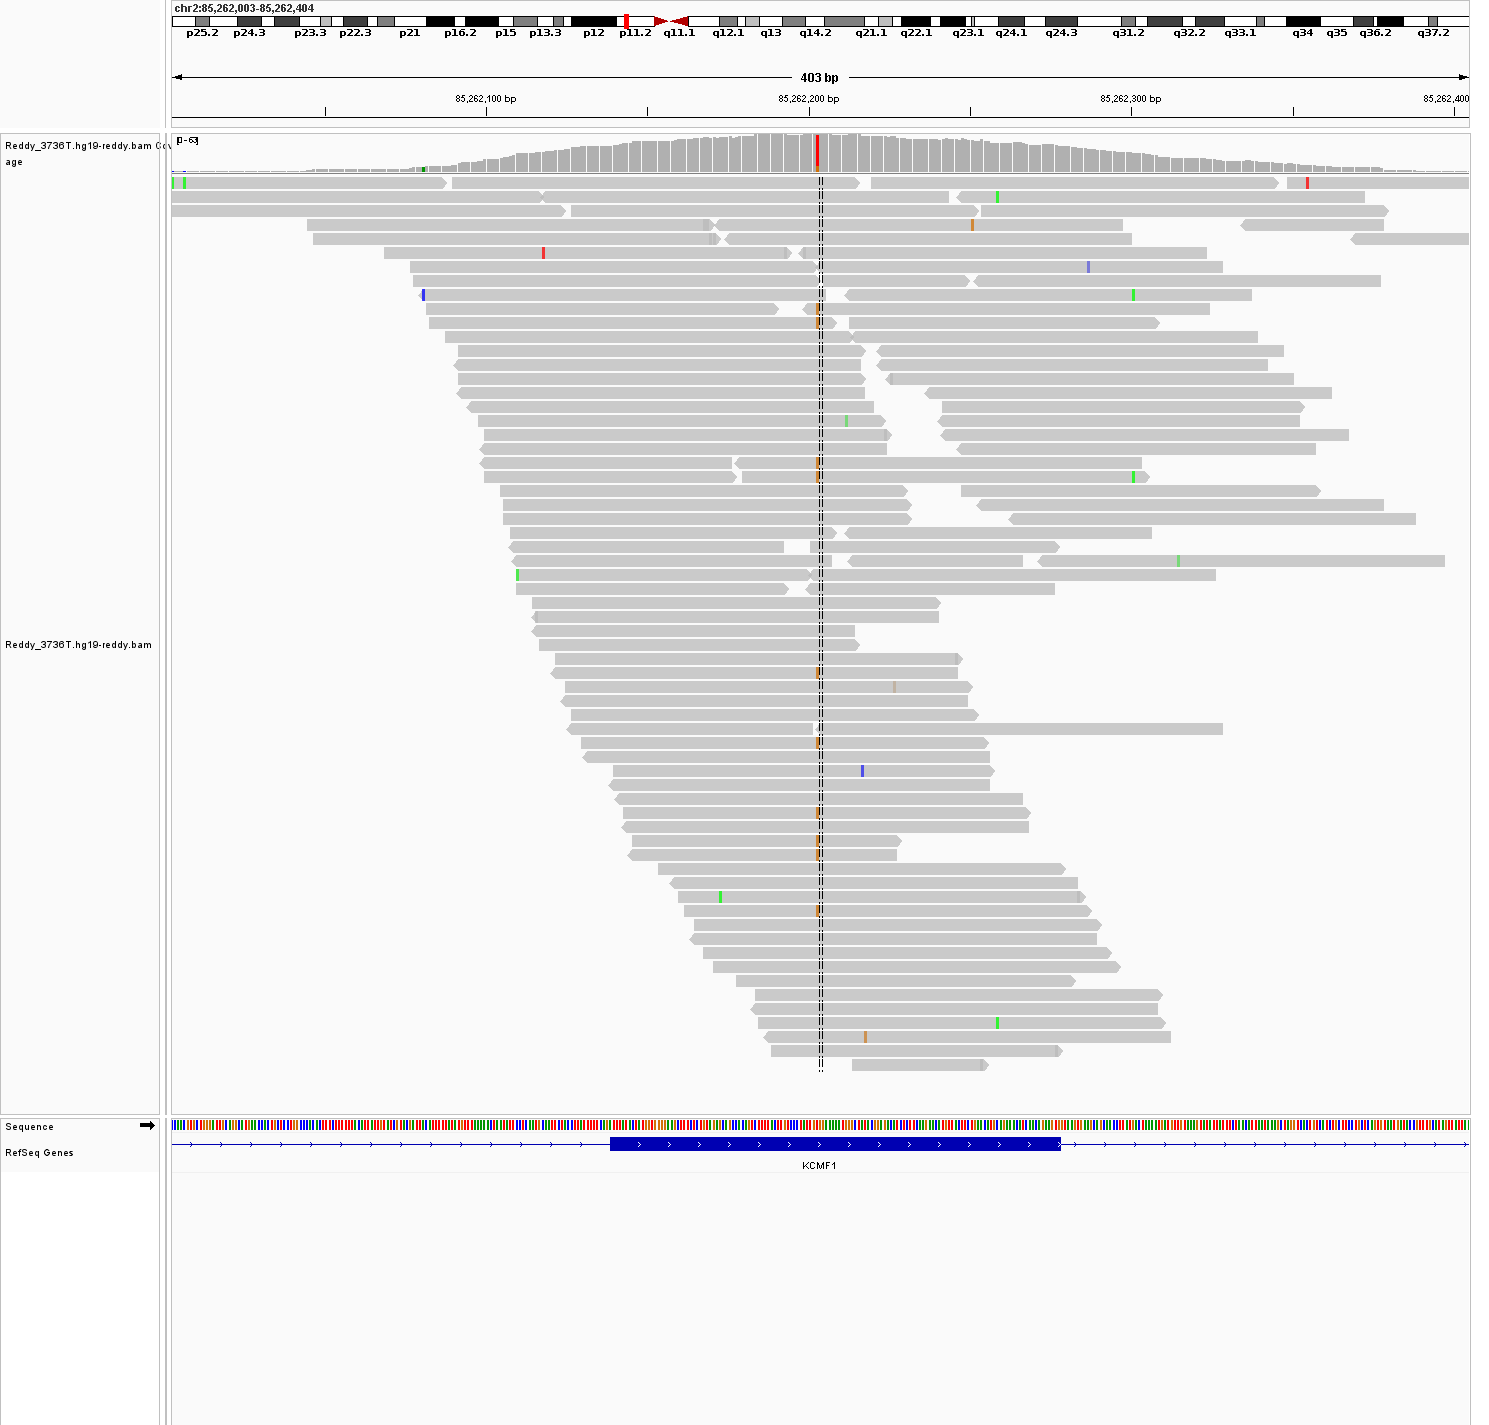 chr2:85,262,003-85,262,404
p25.2 p24.3 p23.3 p22.3 p21 p16.2 p15 p13.3 p12 p11.2 q11.1 q12.1 q13 q14.2 q21.1 q22.1 q23.1 q24.1 q24.3 q31.2 q32.2 q33.1 q34 q35 q36.2 q37.2
403 bp
85,262,100 bp 85,262,200 bp 85,262,300 bp 85,262,400
[0-63]
Reddy_3736T.hg19-reddy.bam Cov
age
Reddy_3736T.hg19-reddy.bam
Sequence
RefSeq Genes
KCMF1